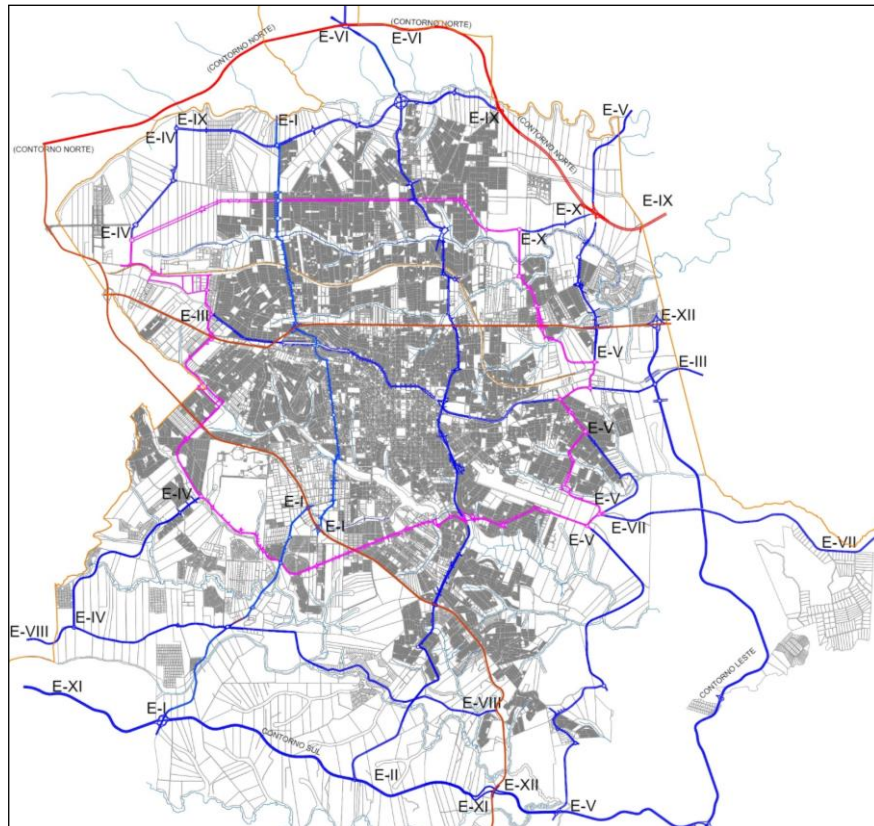 (CONTORNO NORTE)
E-VI
E-VI
(CONTORNO NORTE)
(CONTORNO NORTE)
E-IX
E-I
E-IX
E-V
E-IV
(CONTORNO NORTE)
E-IV
E-X
E-X
E-IX
E-III
E-XII
E-V
E-III
E-V
E-IV
E-I
E-V
E-I
E-V
E-VII
E-VII
E-VIII
E-IV
E-XI
E-I
E-VIII
CONTORNO LESTE
CONTORNO SUL
E-II
E-XII
E-XI
E-V